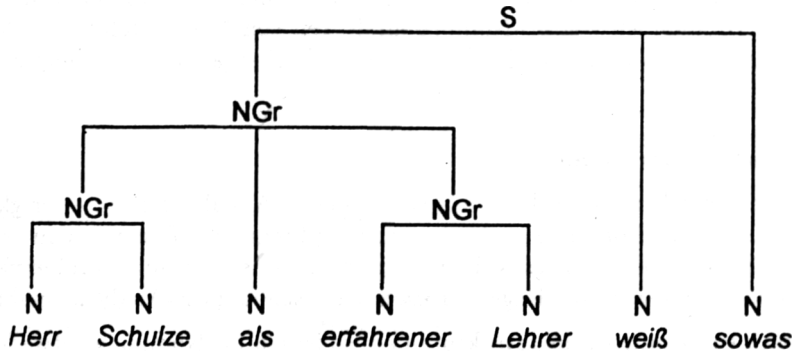 S
NGr
NGr NGr
N N N N N N N
Herr Schulze als erfahrener Lehrer weiß sowas